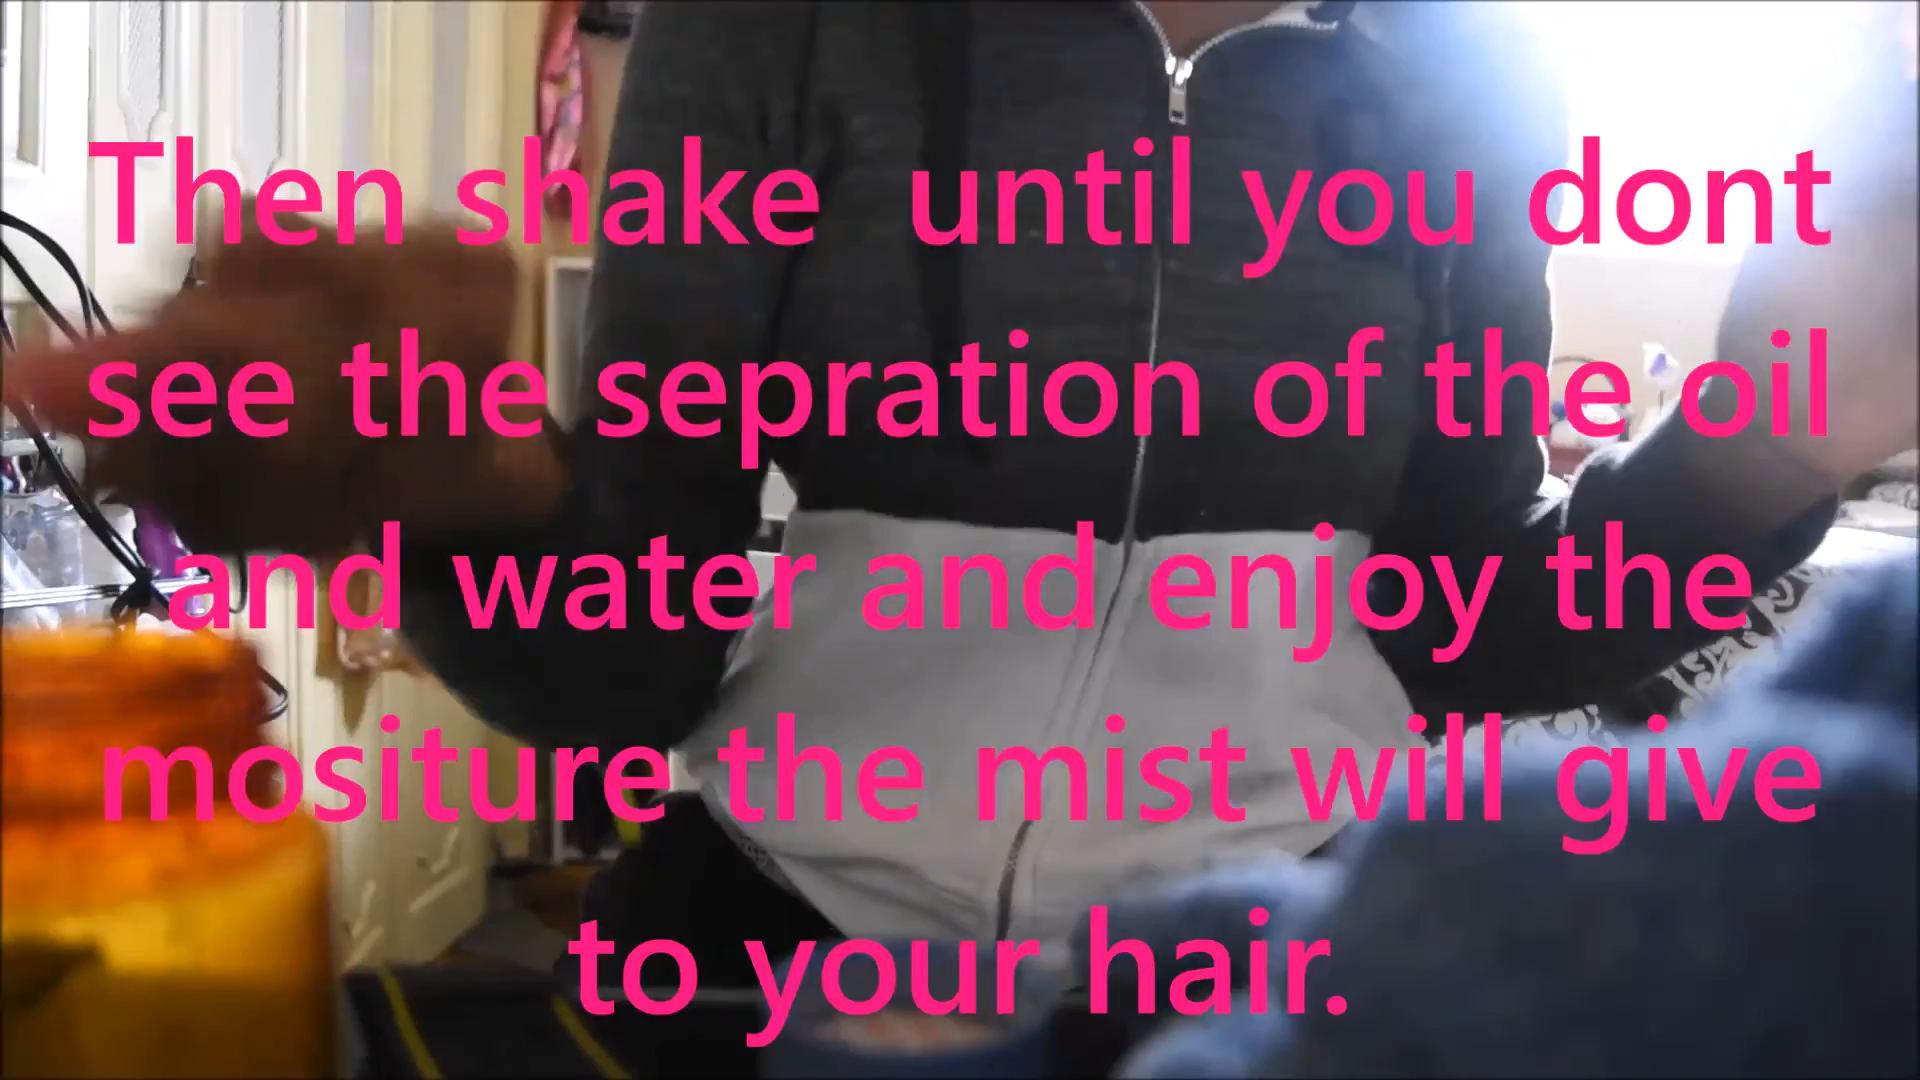 Then shake  until you dont
see the sepration of the oil
and water and enjoy the
mositure the mist will give
to your hair.